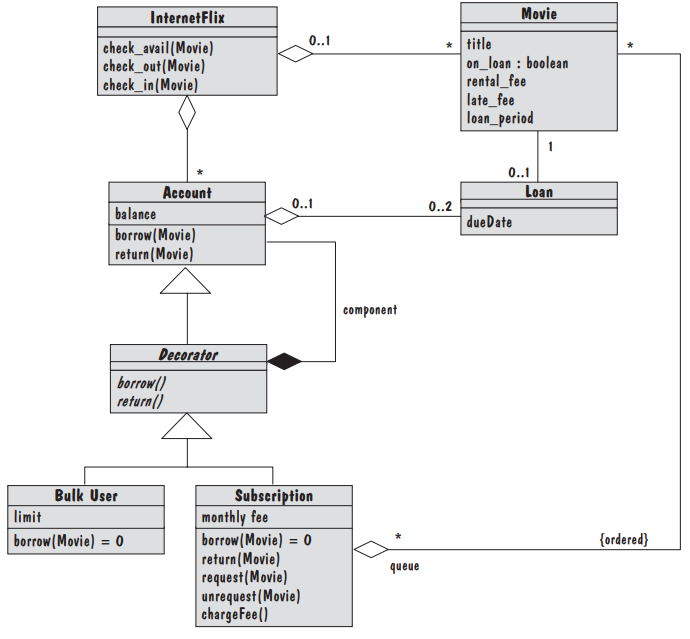 InternetFlix
check_avail(Movie)
check_out(Movie)
check_in(Movie)
0..1
*
Movie
title
on_loan : boolean
rental_fee
late_fee
loan_period
*
1
0..1
*
Account
balance
borrow(Movie)
return(Movie)
0..1
0..2
Loan
dueDate
component
Decorator
borrow()
return()
Bulk User
limit
borrow(Movie) = 0
Subscription
monthly fee
borrow(Movie) = 0
return(Movie)
request(Movie)
unrequest(Movie)
chargeFee()
*
queue
{ordered}